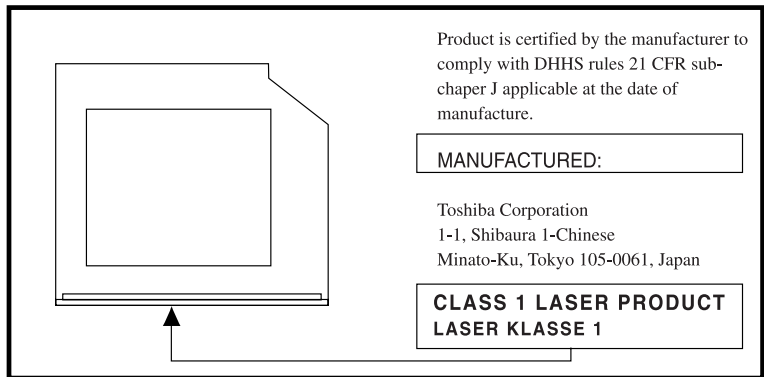 Product is certified by the manufacturer to
comply with DHHS rules 21 CFR sub-
chaper J applicable at the date of
manufacture.
MANUFACTURED:
Toshiba Corporation
1-1, Shibaura 1-Chinese
Minato-Ku, Tokyo 105-0061, Japan
CLASS 1 LASER PRODUCT
LASER KLASSE 1